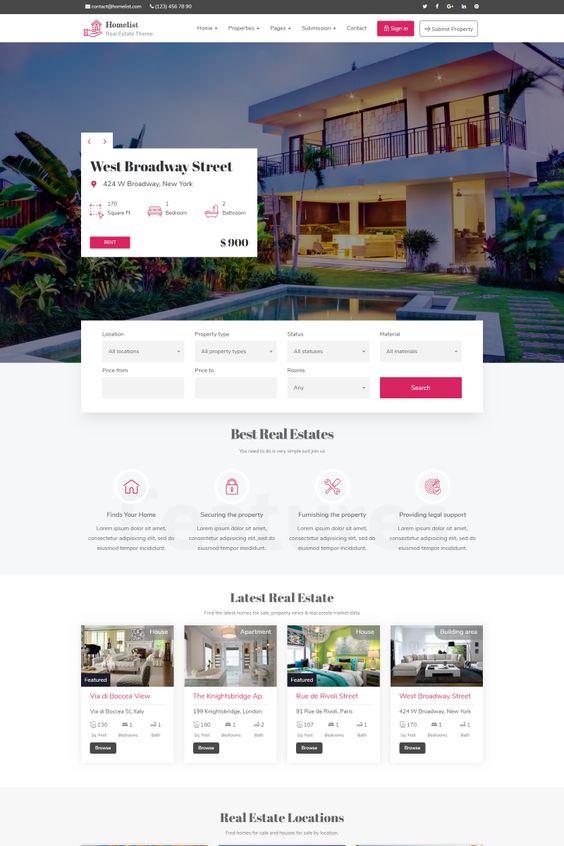 contact@homelist.com (123) 456 78 90
Homelist
Real Estate Theme
Home Properties Pages Submission Contact Sign in Submit Property
West Broadway Street
424 W Broadway, New York
170 1 2
Square Ft Bedroom Bathroom
RENT $ 900
Location Property type Status Material
All locations All property types All statuses All materials
Price from Price to Rooms
Any Search
Best Real Estates
You need to do is very simple just join us
Finds Your Home Securing the property Furnishing the property Providing legal support
Lorem ipsum dolor sit amet, Lorem ipsum dolor sit amet, Lorem ipsum dolor sit amet, Lorem ipsum dolor sit amet,
consectetur adipiscing elit, sed do consectetur adipiscing elit, sed do consectetur adipiscing elit, sed do consectetur adipiscing elit, sed do
eiusmod tempor incididunt. eiusmod tempor incididunt. eiusmod tempor incididunt. eiusmod tempor incididunt.
Latest Real Estate
Find the latest homes for sale, property news & real estate market data
House Apartment House Building area
Featured Featured
Via di Boccea View The Knightsbridge Ap. Rue de Rivoli Street West Broadway Street
Via di Boccea St, Italy 199 Knightsbridge, London 91 Rue de Rivoli, Paris 424 W Broadway, New York
130 1 1 180 1 2 107 1 1 170 1 1
Sq. Feet Bedrooms Bath Sq. Feet Bedrooms Bath Sq. Feet Bedrooms Bath Sq. Feet Bedrooms Bath
Browse Browse Browse Browse
Real Estate Locations
Find homes for sale and houses for sale by location.